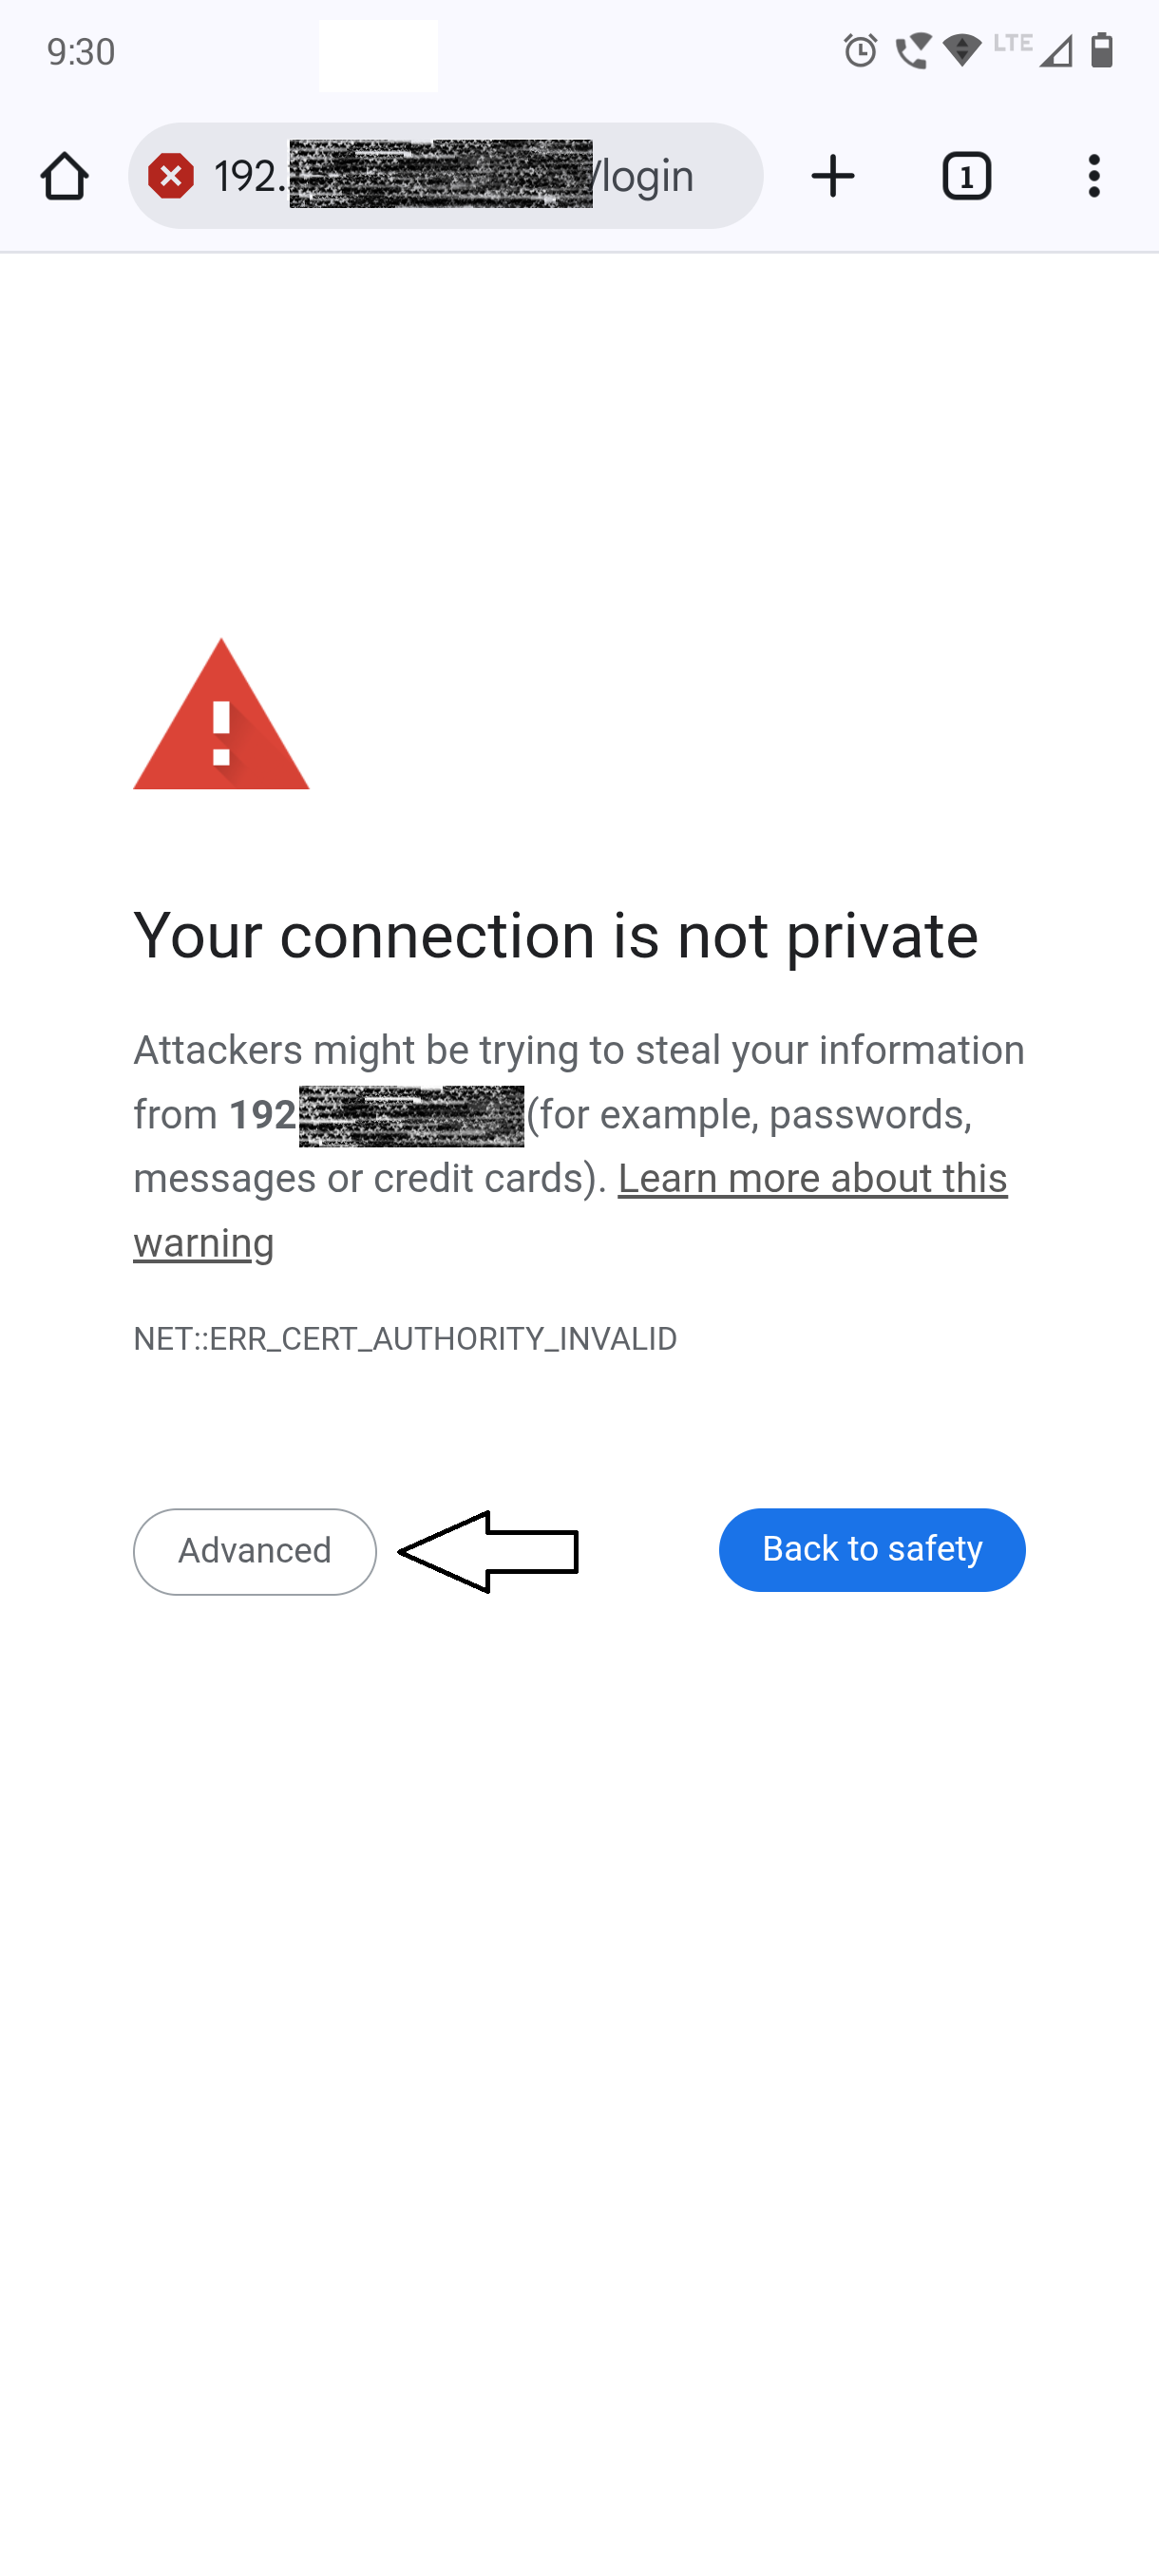 9:30 LTE
192. /login 1
Your connection is not private
Attackers might be trying to steal your information
from 192 (for example, passwords,
messages or credit cards). Learn more about this
warning
NET::ERR_CERT_AUTHORITY_INVALID
Advanced Back to safety